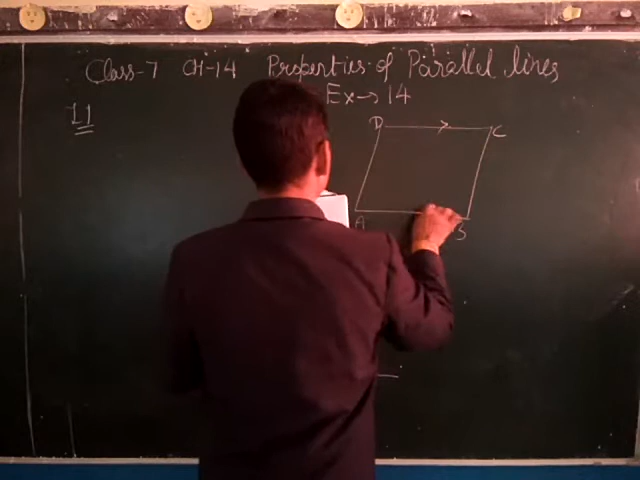 Class-7 CH-14 Properties of Parallel lines
Ex→14
11
D C
A B